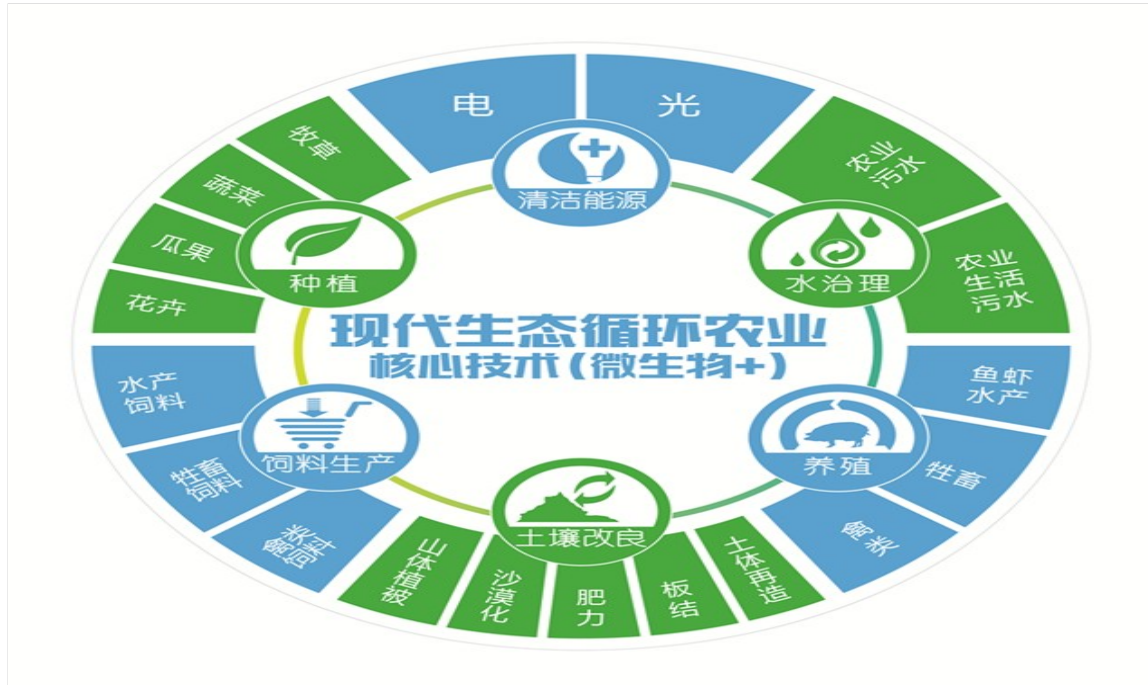 电
光
清洁能源
农业
污水
水治理
农业
生活
污水
鱼虾
水产
养殖
牲畜
禽类
土体再造
板结
肥力
沙漠化
山体植被
土壤改良
禽类
饲料
牲畜
饲料
水产
饲料
饲料生产
花卉
瓜果
蔬菜
牧草
种植
现代生态循环农业
核心技术(微生物+)